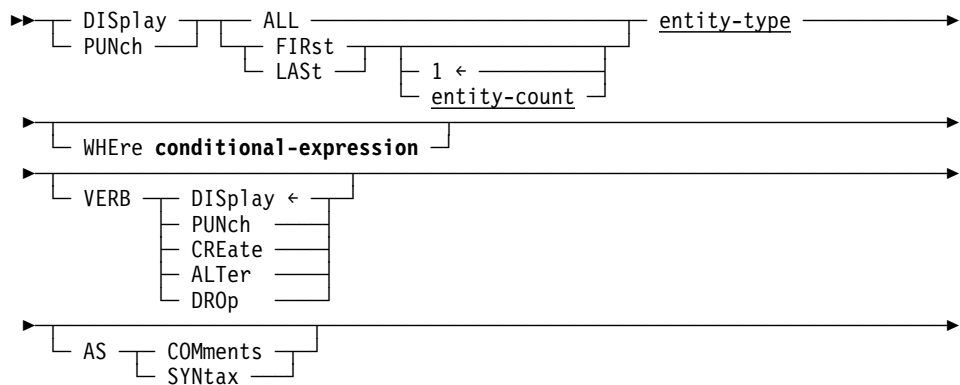 DISplay ALL entity-type
PUNch FIRst
LASt 1 ←
entity-count
WHEre conditional-expression
VERB DISplay ←
PUNch
CREate
ALTer
DROp
AS COMments
SYNtax